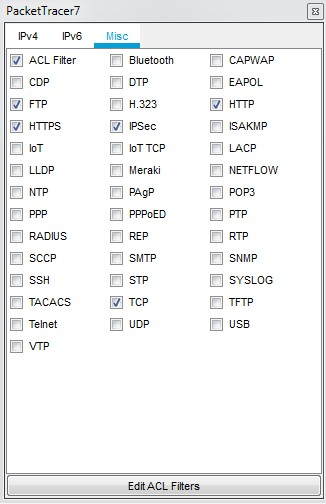 PacketTracer7
IPv4 IPv6 Misc
ACL Filter Bluetooth CAPWAP
CDP DTP EAPOL
FTP H.323 HTTP
HTTPS IPSec ISAKMP
IoT IoT TCP LACP
LLDP Meraki NETFLOW
NTP PAgP POP3
PPP PPPoED PTP
RADIUS REP RTP
SCCP SMTP SNMP
SSH STP SYSLOG
TACACS TCP TFTP
Telnet UDP USB
VTP
Edit ACL Filters